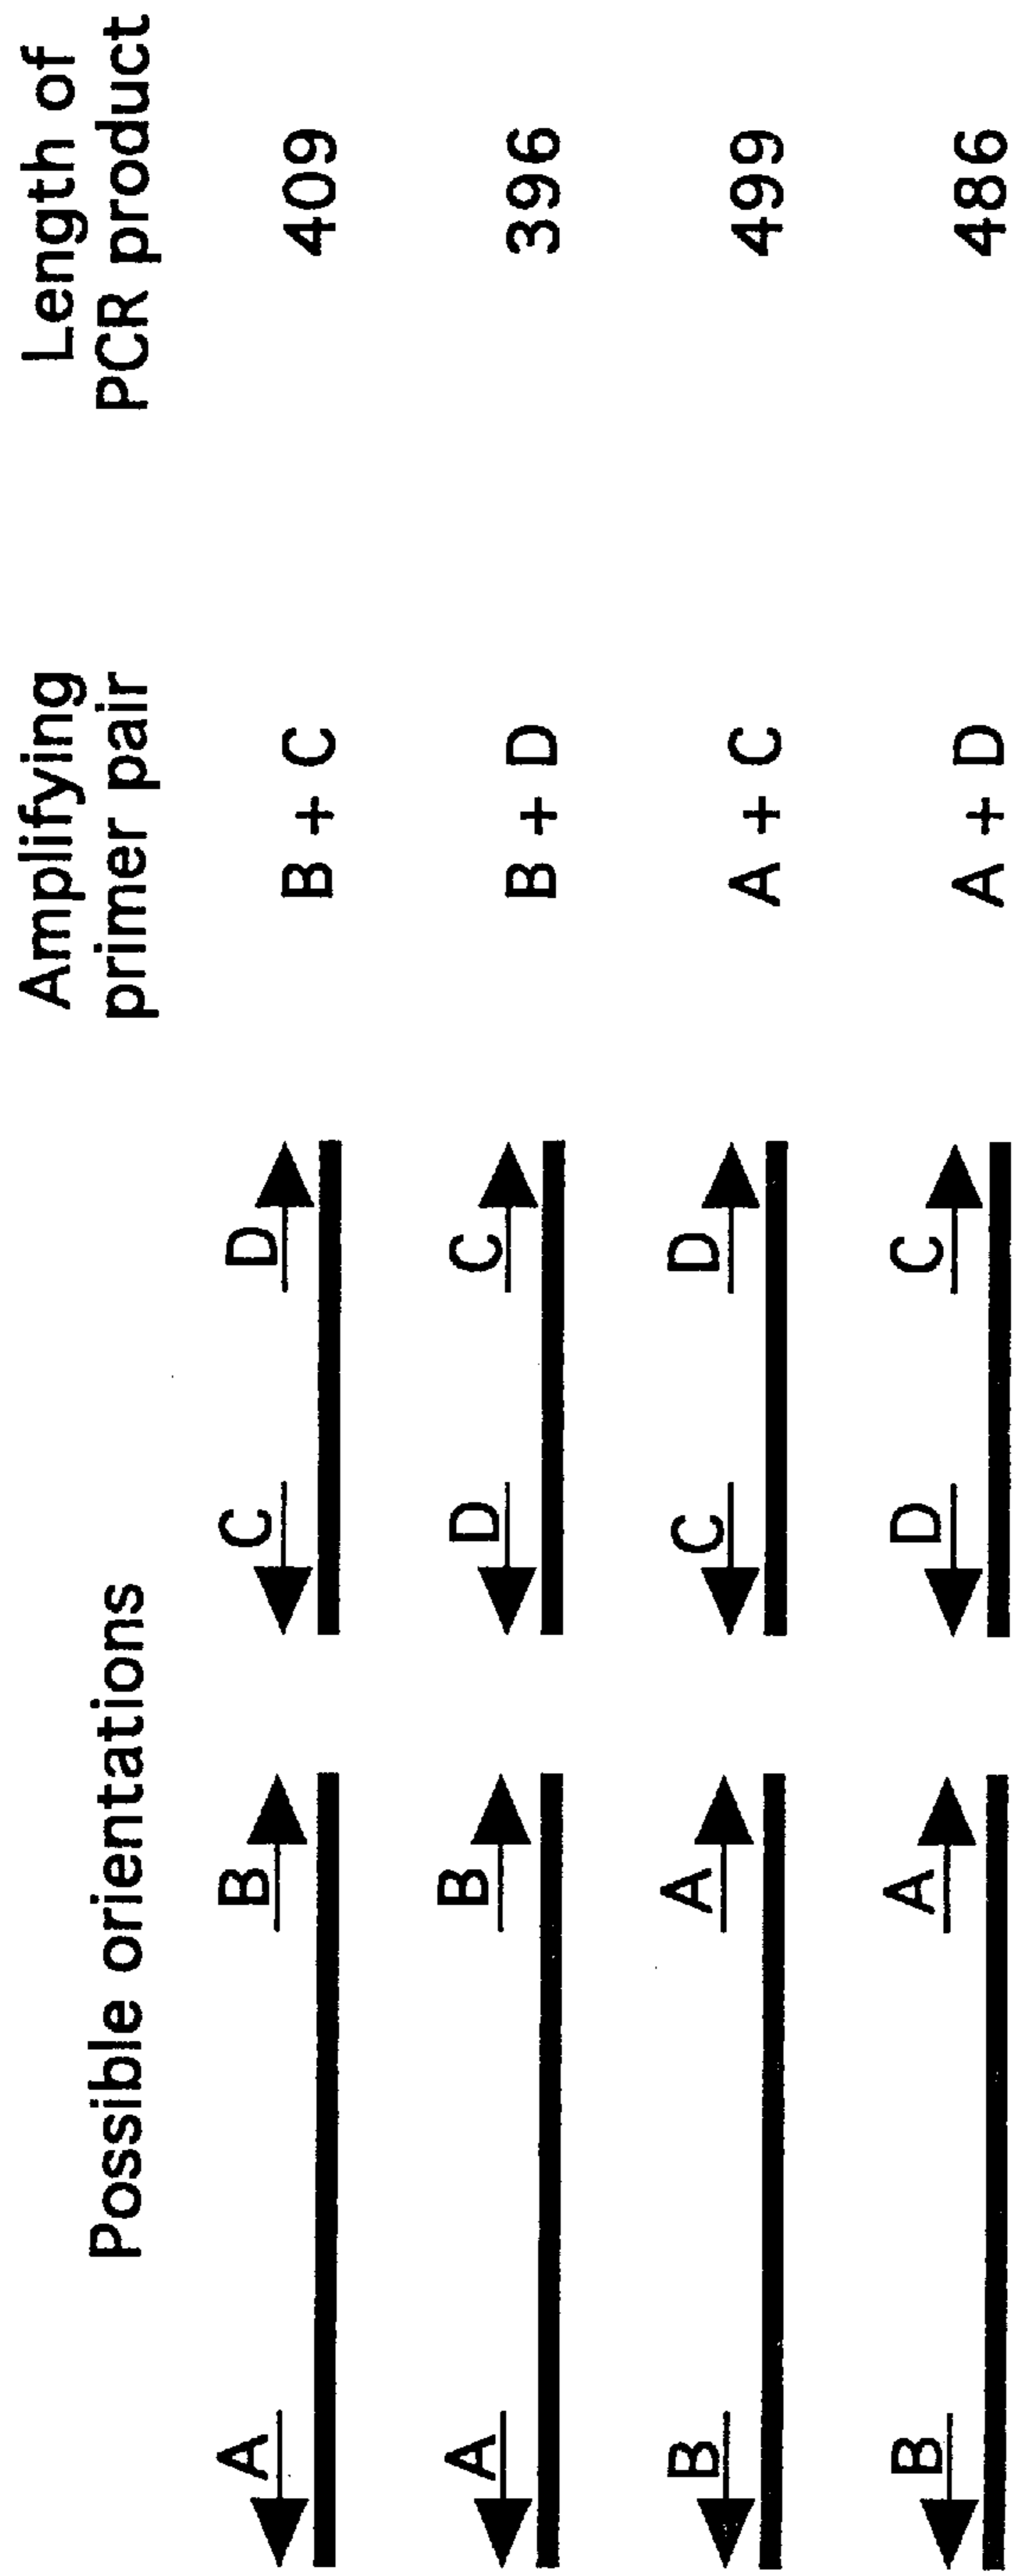 Possible orientations
Amplifying
primer pair
Length of
PCR product
A B C D B + C 409
A B D C B + D 396
B A C D A + C 499
B A D C A + D 486